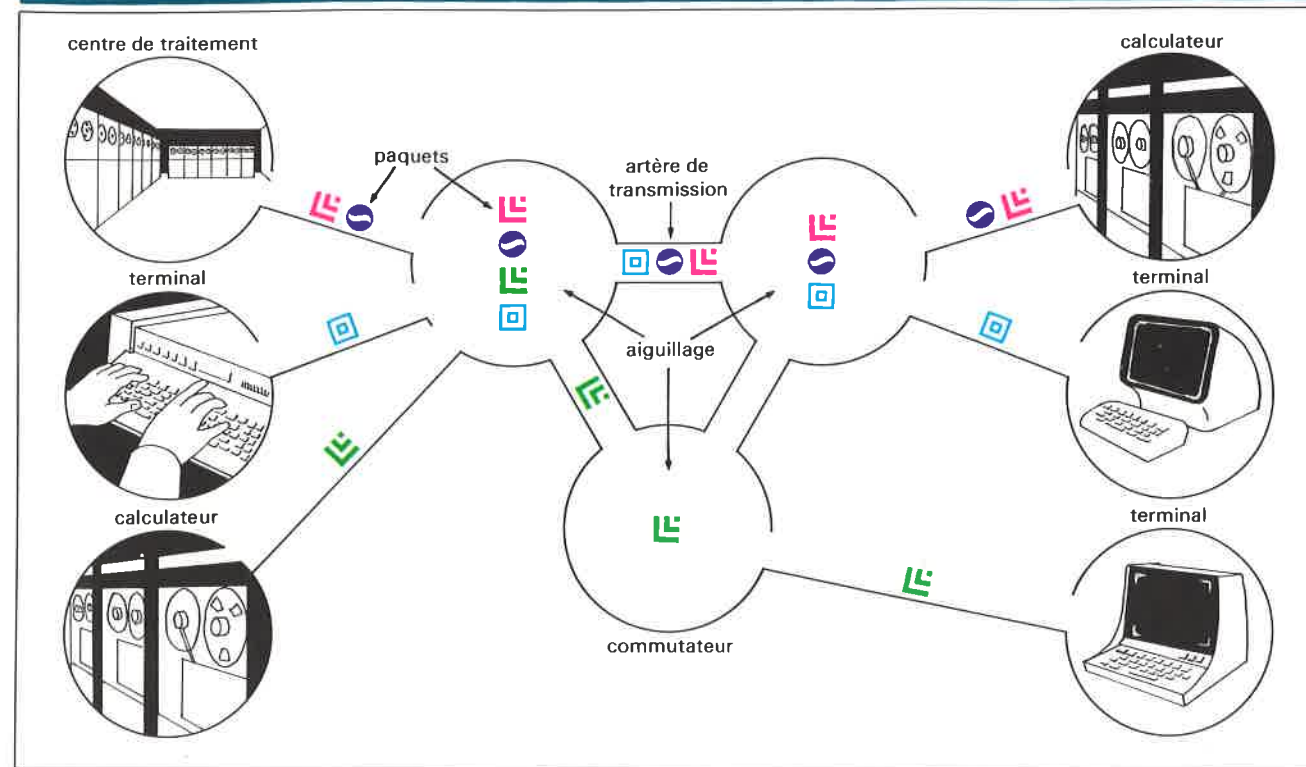 centre de traitement
calculateur
paquets
artère de
transmission
terminal
terminal
aiguillage
calculateur
terminal
commutateur